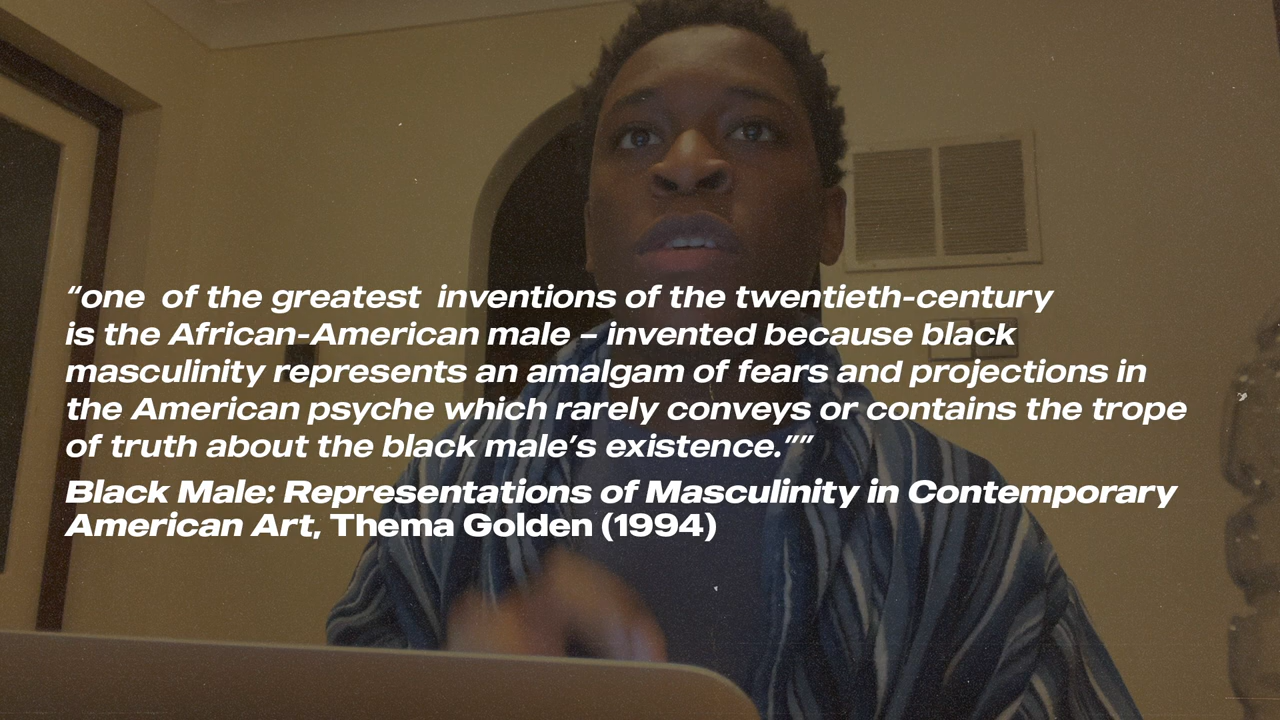 “one of the greatest inventions of the twentieth-century
is the African-American male – invented because black
masculinity represents an amalgam of fears and projections in
the American psyche which rarely conveys or contains the trope
of truth about the black male’s existence.””
Black Male: Representations of Masculinity in Contemporary
American Art, Thema Golden (1994)